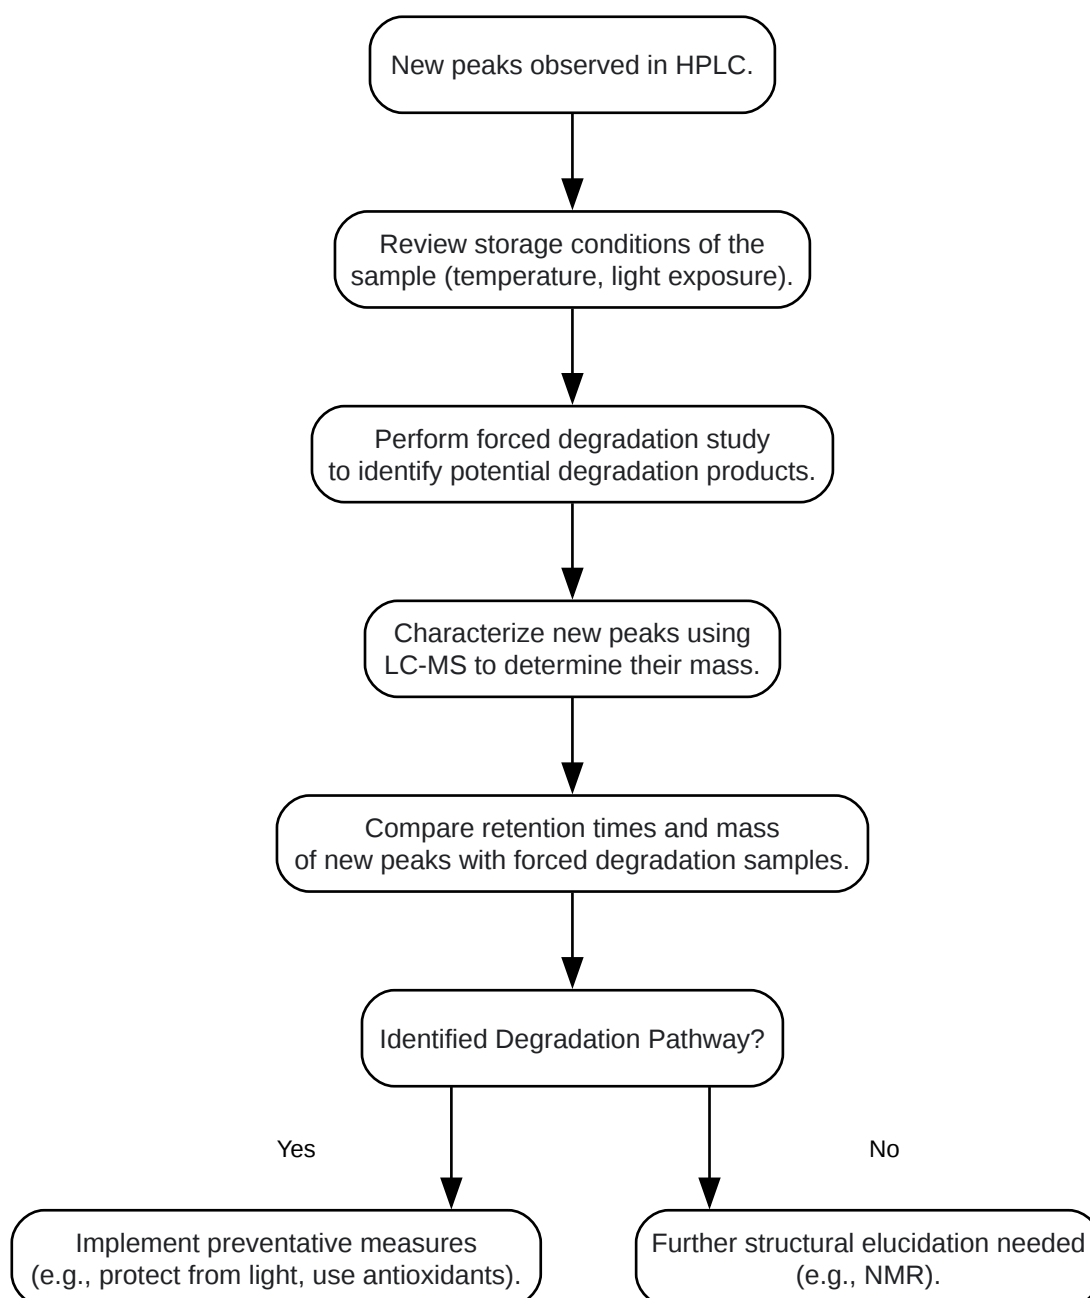 New peaks observed in HPLC.
Review storage conditions of the
sample (temperature, light exposure).
Perform forced degradation study
to identify potential degradation products.
Characterize new peaks using
LC-MS to determine their mass.
Compare retention times and mass
of new peaks with forced degradation samples.
Identified Degradation Pathway?
Yes
No
Implement preventative measures
(e.g., protect from light, use antioxidants).
Further structural elucidation needed
(e.g., NMR).